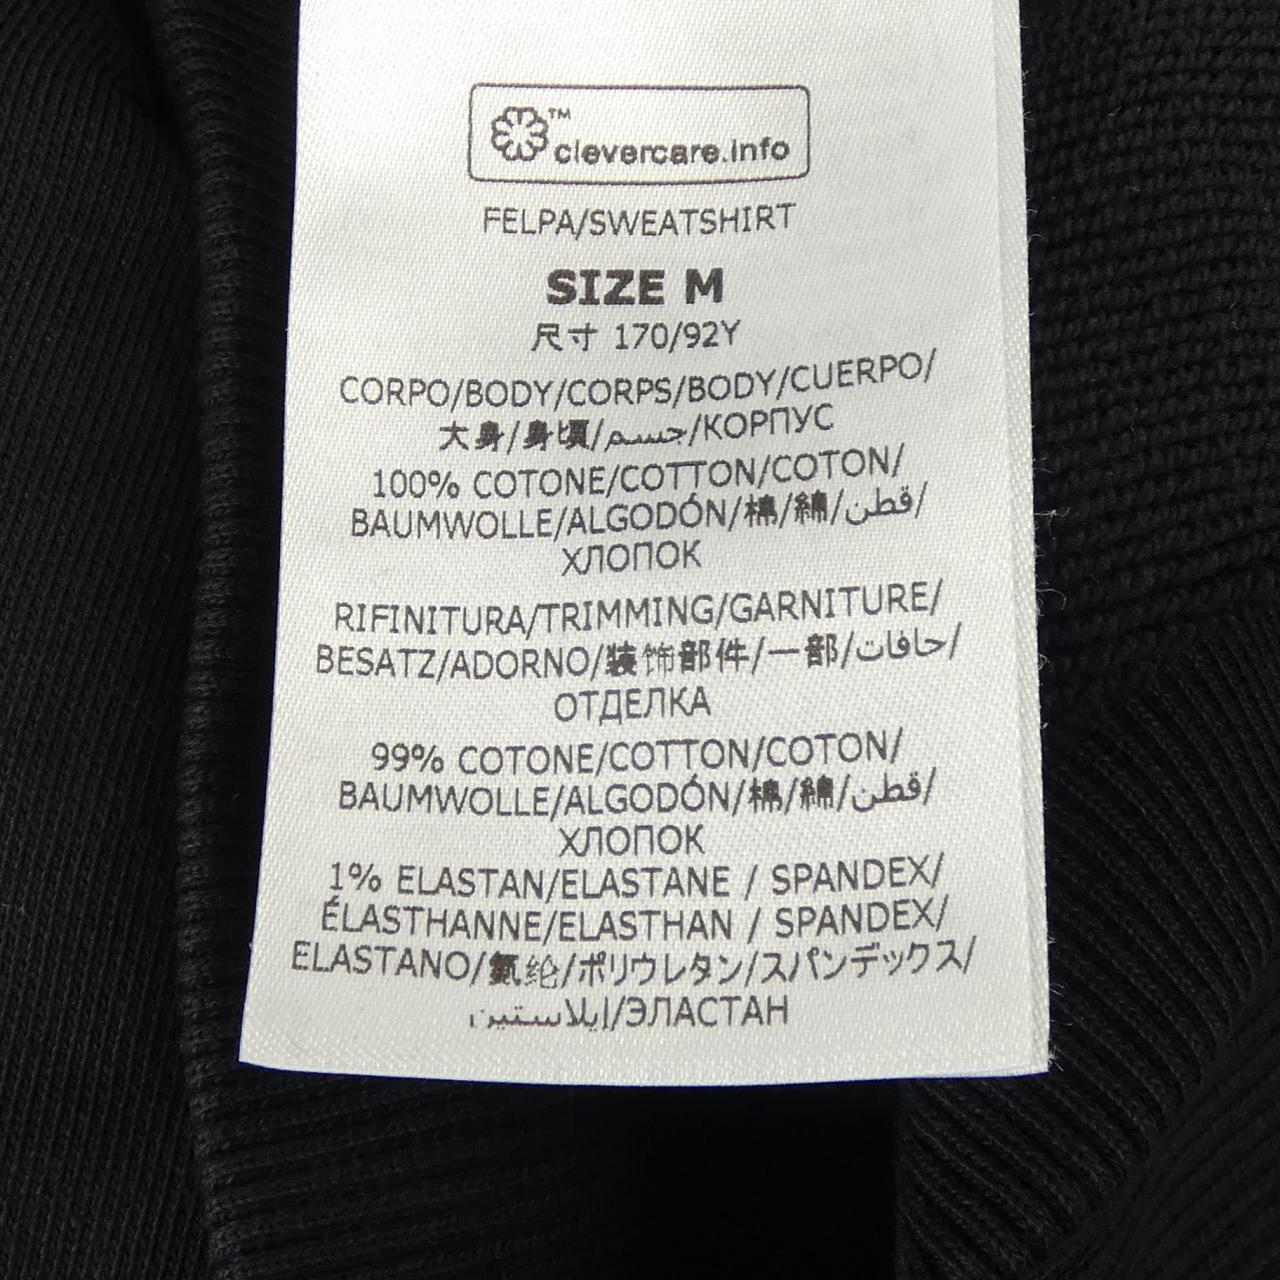 ™ clevercare.info
FELPA/SWEATSHIRT
SIZE M
尺寸 170/92Y
CORPO/BODY/CORPS/BODY/CUERPO/
大身/身頃/جسم/КОРПУС
100% COTONE/COTTON/COTON/
BAUMWOLLE/ALGODÓN/棉/綿/قطن/
ХЛОПОК
RIFINITURA/TRIMMING/GARNITURE/
BESATZ/ADORNO/装饰部件/一部/حافات/
ОТДЕЛКА
99% COTONE/COTTON/COTON/
BAUMWOLLE/ALGODÓN/棉/綿/قطن/
ХЛОПОК
1% ELASTAN/ELASTANE / SPANDEX/
ÉLASTHANNE/ELASTHAN / SPANDEX/
ELASTANO/氨纶/ポリウレタン/スパンデックス/
إيلاستين/ЭЛАСТАН